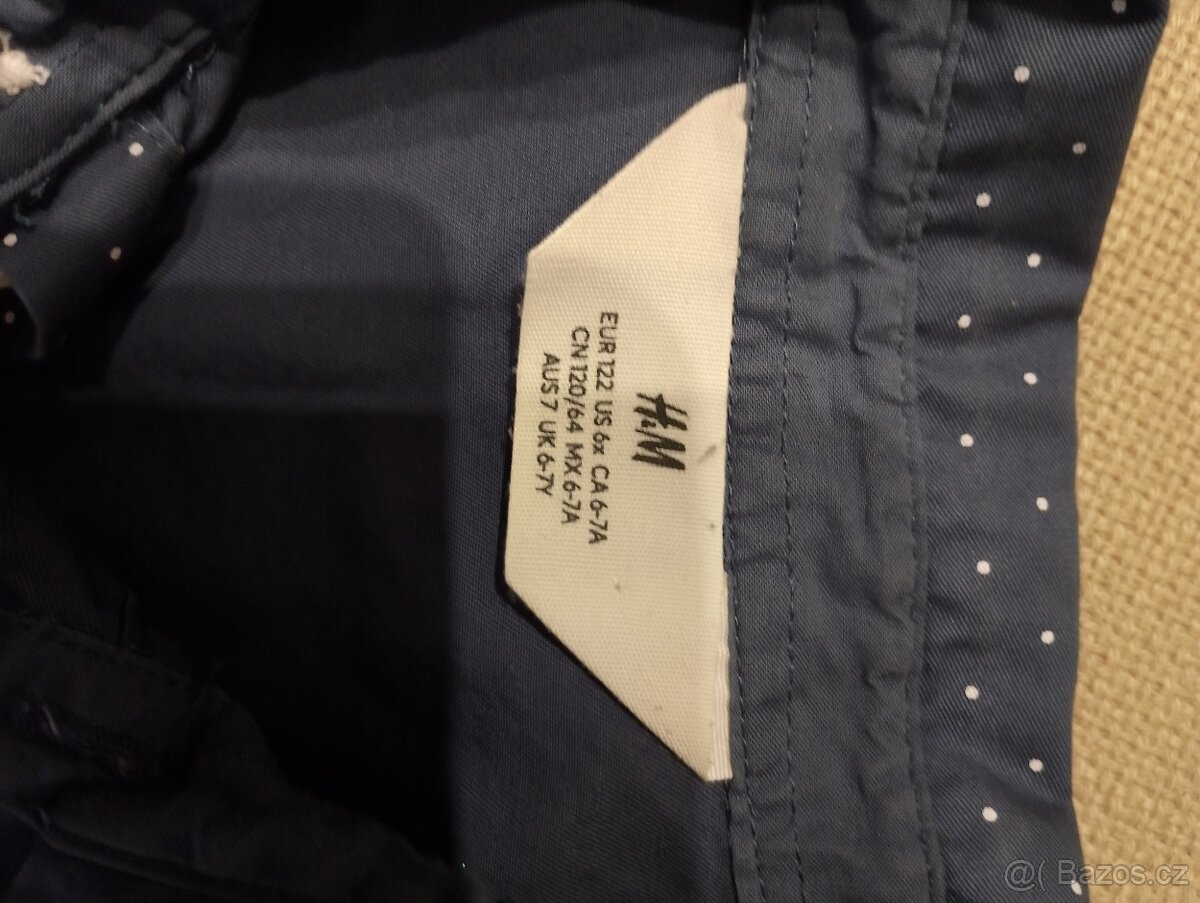 H&M
EUR 122 US 6x CA 6-7A
CN 120/64 MX 6-7A
AUS 7 UK 6-7Y
@( Bazos.cz